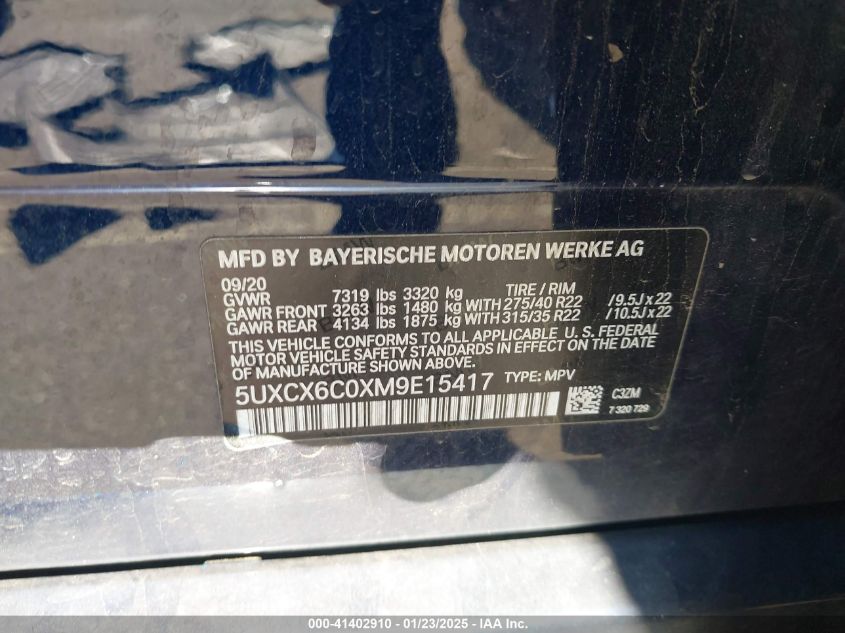 MFD BY BAYERISCHE MOTOREN WERKE AG
09/20 TIRE / RIM
GVWR 7319 lbs 3320 kg
GAWR FRONT 3263 lbs 1480 kg WITH 275/40 R22 /9.5J x 22
GAWR REAR 4134 lbs 1875 kg WITH 315/35 R22 /10.5J x 22
THIS VEHICLE CONFORMS TO ALL APPLICABLE U. S. FEDERAL
MOTOR VEHICLE SAFETY STANDARDS IN EFFECT ON THE DATE
OF MANUFACTURE SHOWN ABOVE.
5UXCX6C0XM9E15417 TYPE: MPV
C3ZM
7 320 729
000-41402910 - 01/23/2025 - IAA Inc.